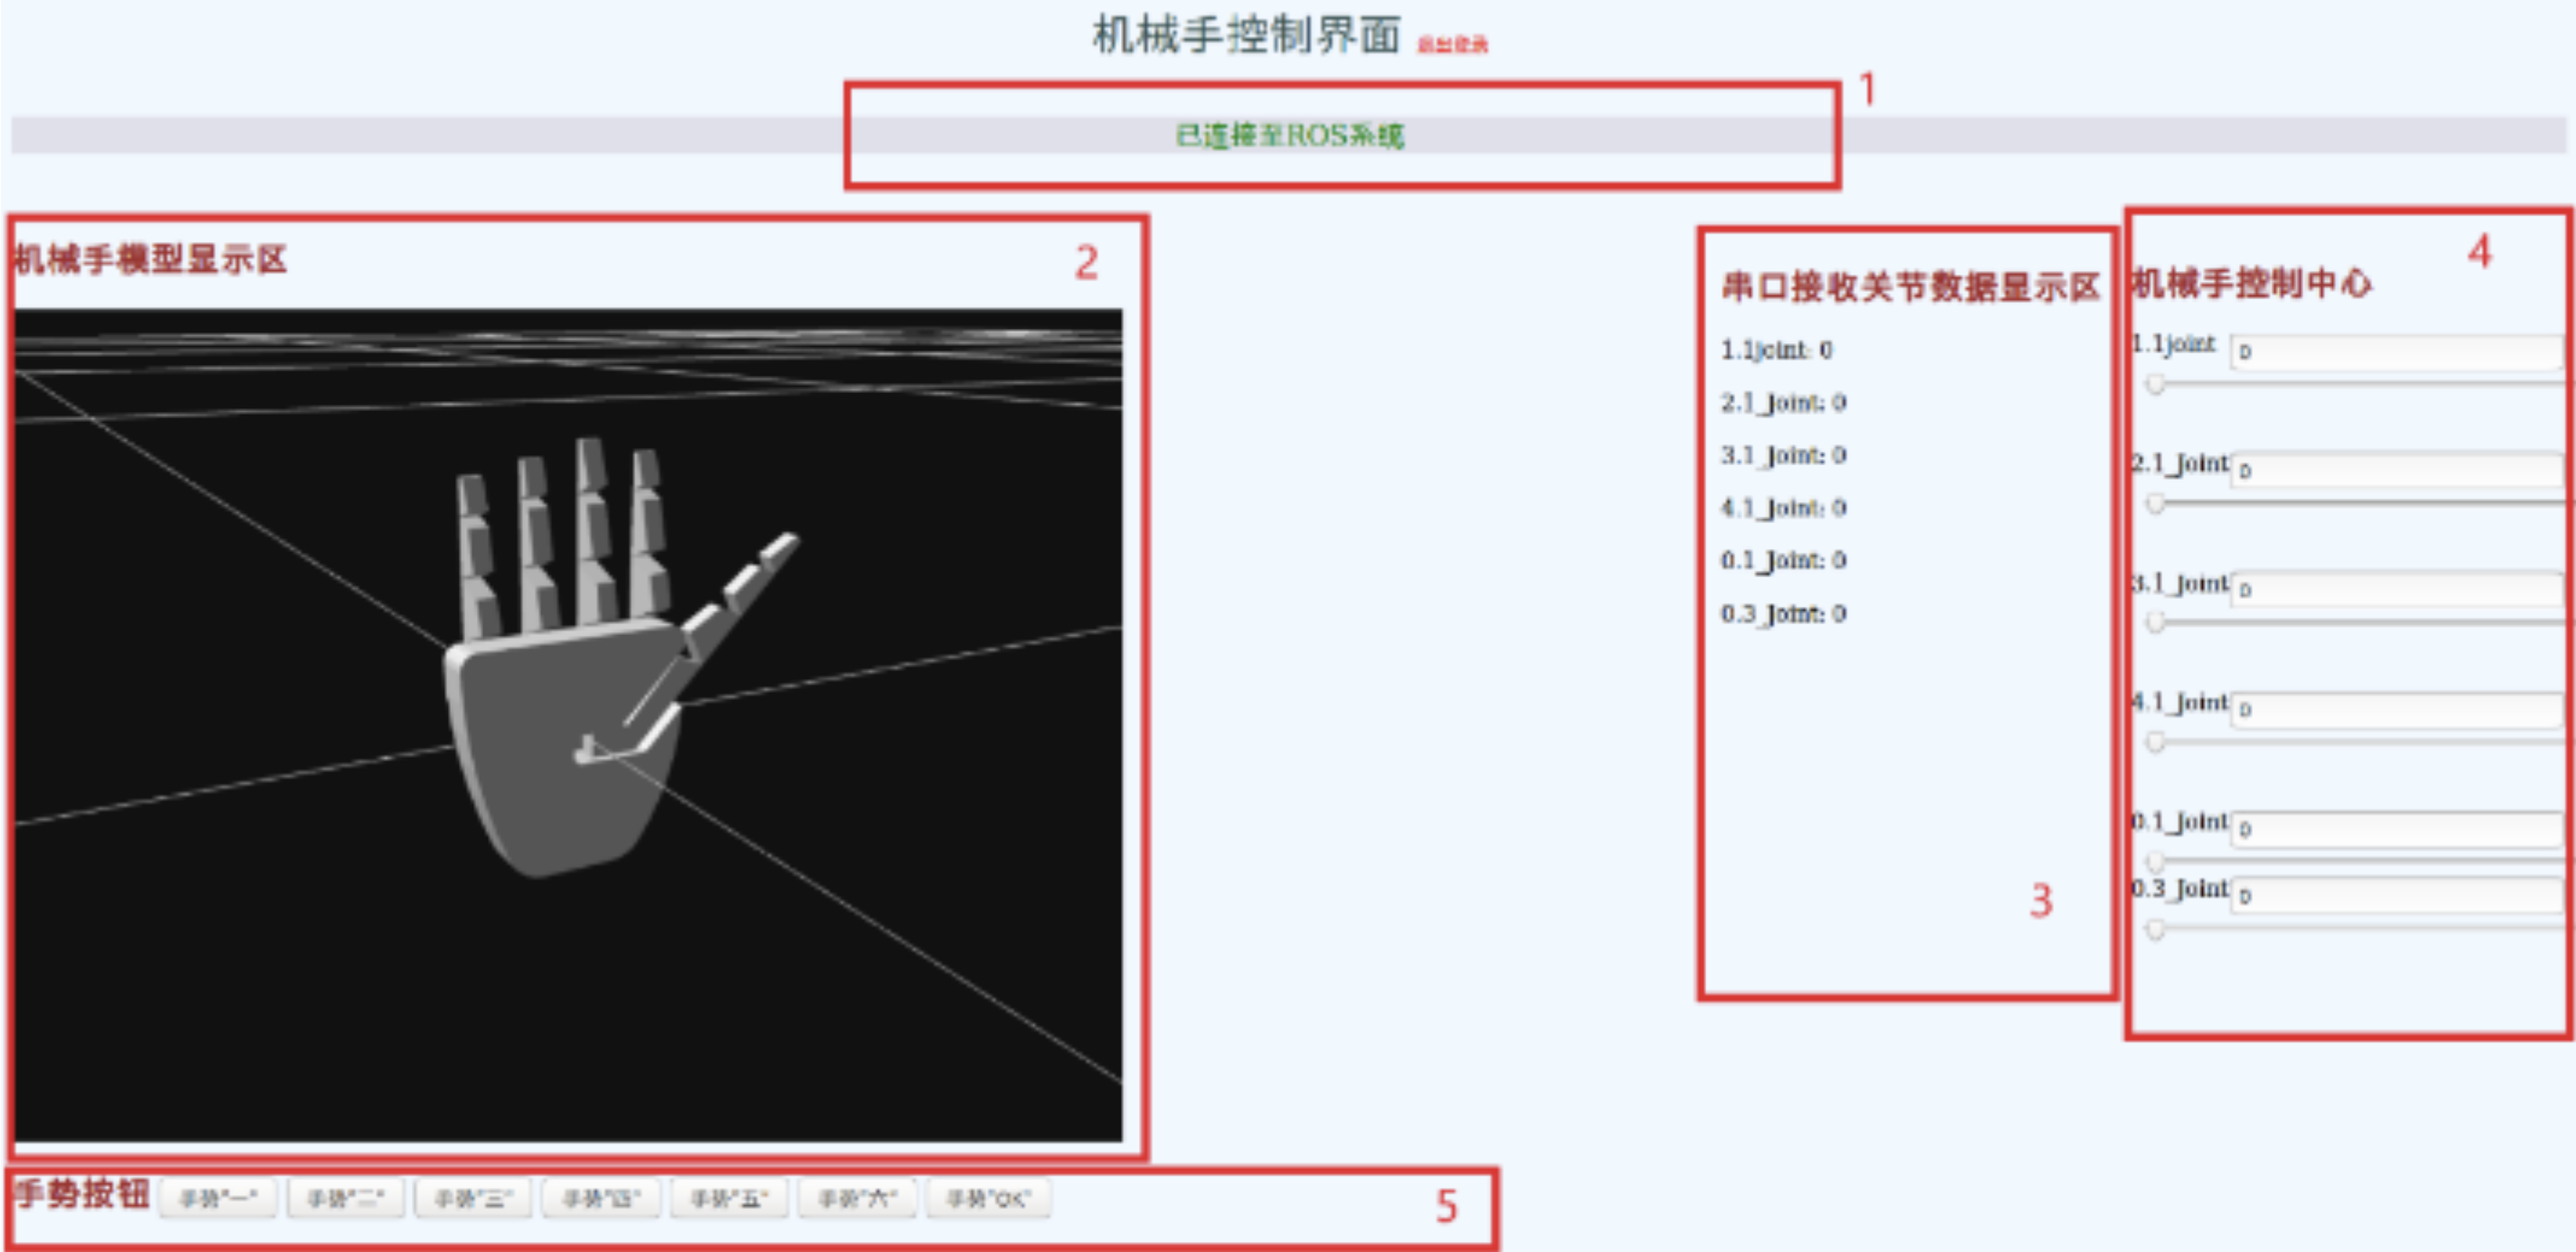 机械手控制界面 退出登录
1
已连接至ROS系统
机械手模型显示区
2
串口接收关节数据显示区
1.1joint: 0
2.1_Joint: 0
3.1_Joint: 0
4.1_Joint: 0
0.1_Joint: 0
0.3_Joint: 0
3
4
机械手控制中心
1.1joint 0
2.1_Joint 0
3.1_Joint 0
4.1_Joint 0
0.1_Joint 0
0.3_Joint 0
手势按钮 手势"一" 手势"二" 手势"三" 手势"四" 手势"五" 手势"六" 手势"OK"
5